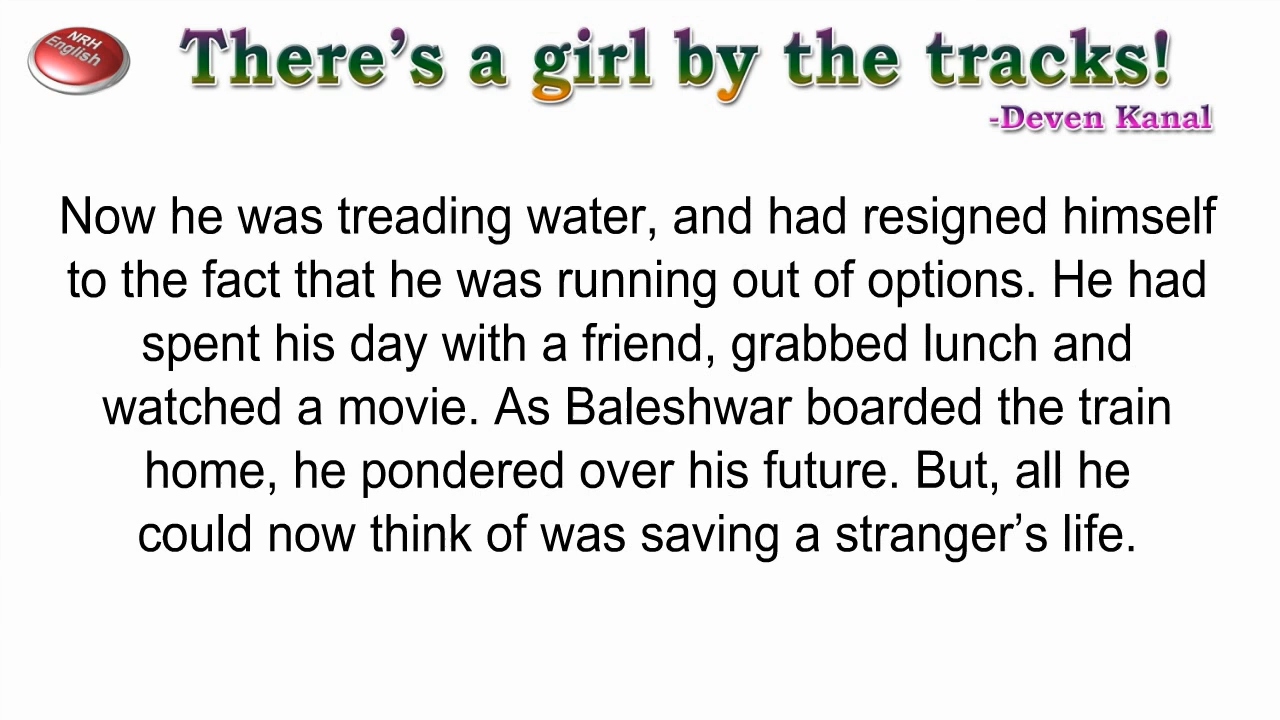 NRH
English
There's a girl by the tracks!
-Deven Kanal
Now he was treading water, and had resigned himself
to the fact that he was running out of options. He had
spent his day with a friend, grabbed lunch and
watched a movie. As Baleshwar boarded the train
home, he pondered over his future. But, all he
could now think of was saving a stranger’s life.